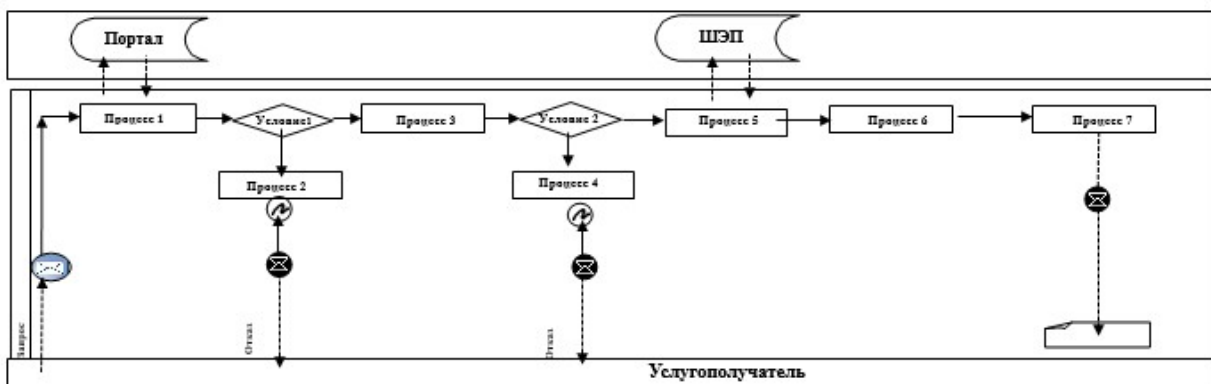 Портал
ШЭП
Процесс 1
Условие1
Процесс 3
Условие 2
Процесс 5
Процесс 6
Процесс 7
Процесс 2
Процесс 4
Запрос
Отказ
Отказ
Услугополучатель